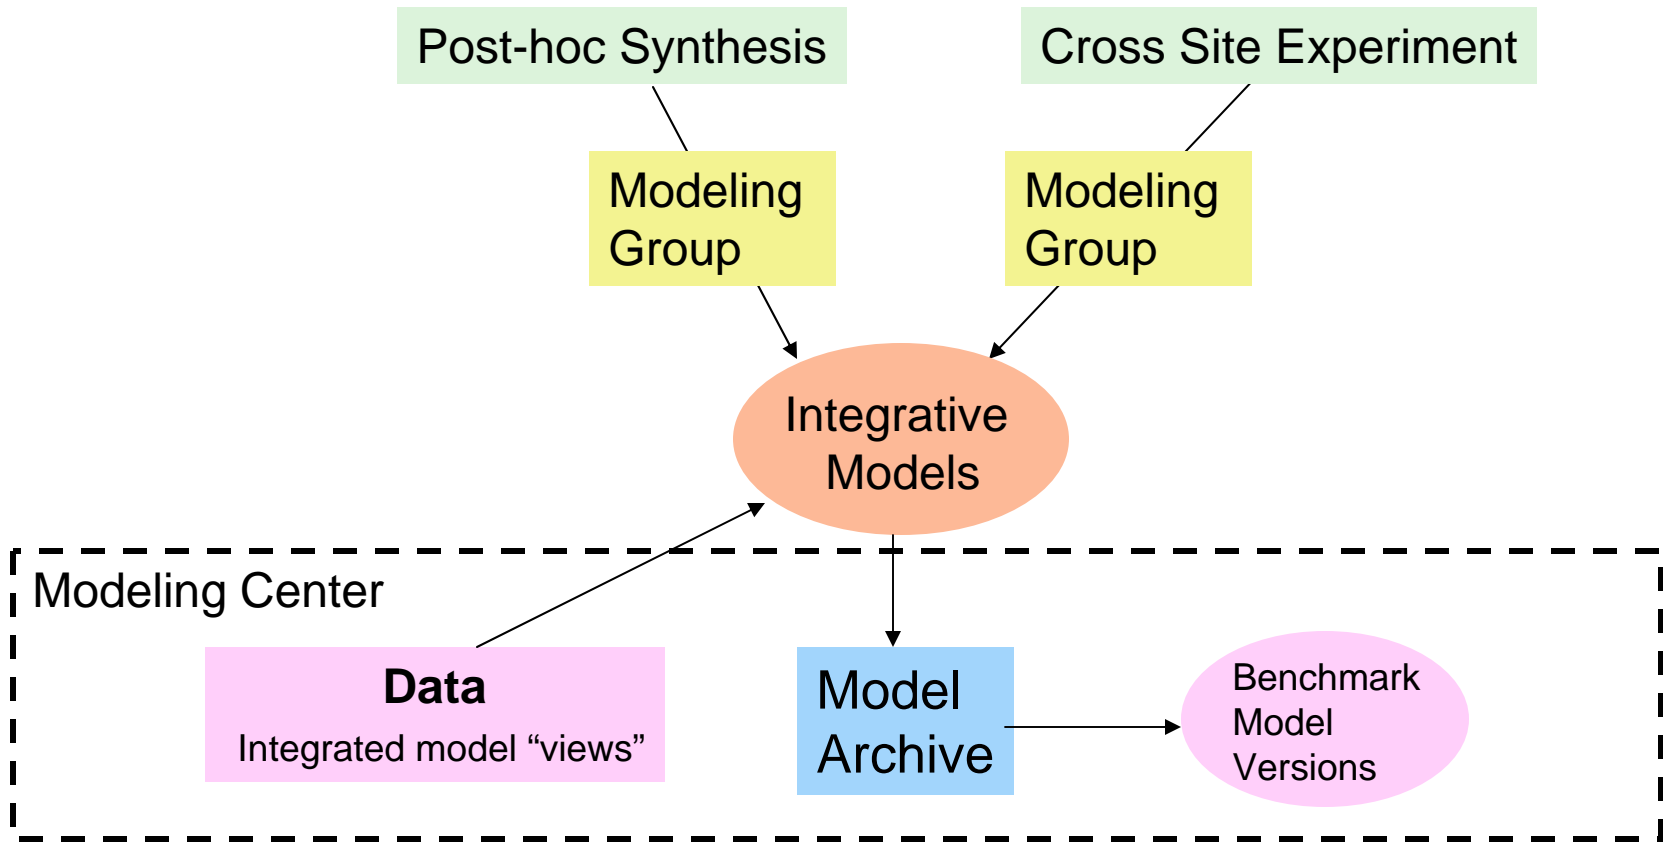 Post-hoc Synthesis
Cross Site Experiment
Modeling
Group
Modeling
Group
Integrative
Models
Modeling Center
Data
Integrated model “views”
Model
Archive
Benchmark
Model
Versions